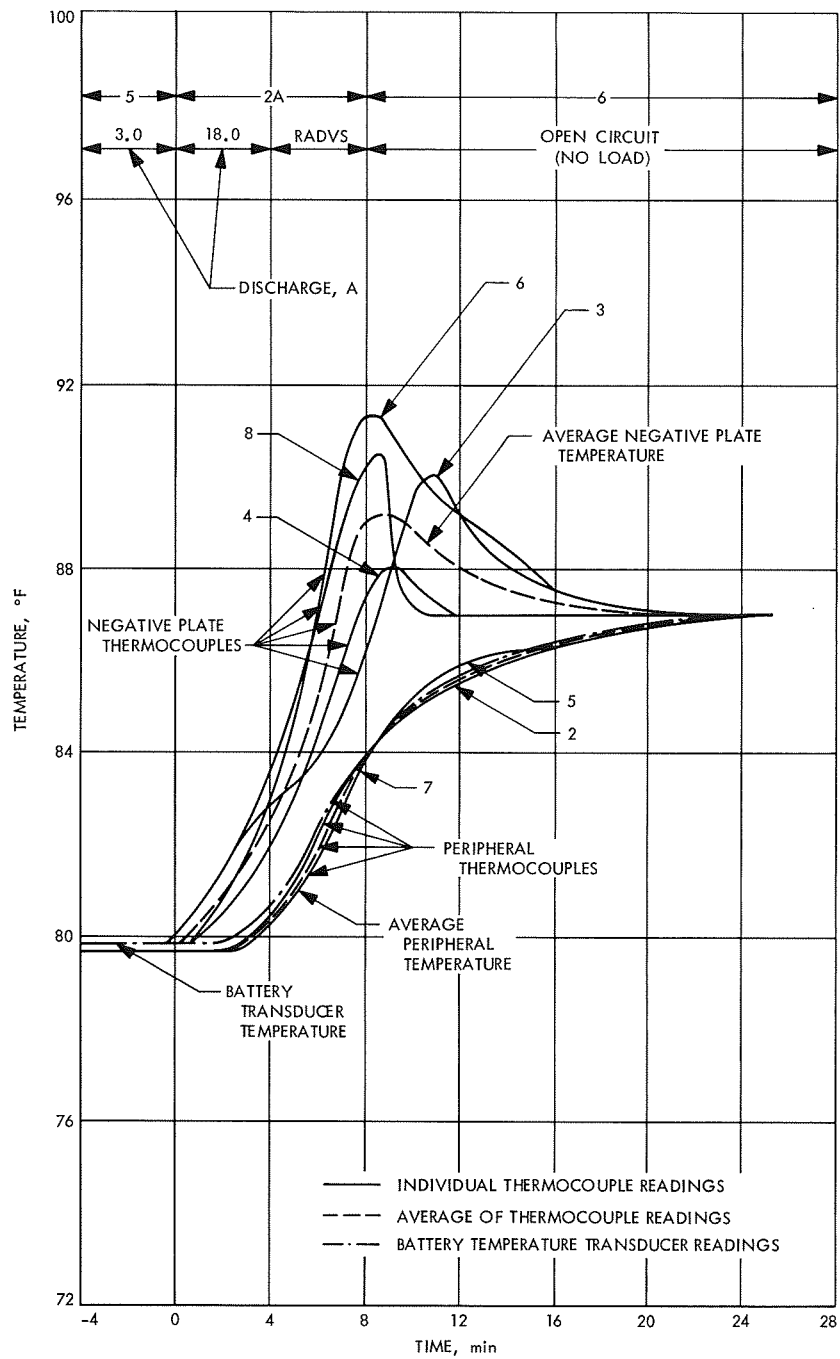 100
5
2A
6
3.0
18.0
RADVS
OPEN CIRCUIT
(NO LOAD)
96
DISCHARGE, A
6
3
92
8
AVERAGE NEGATIVE PLATE
TEMPERATURE
4
88
NEGATIVE PLATE
THERMOCOUPLES
TEMPERATURE, °F
5
2
84
7
PERIPHERAL
THERMOCOUPLES
AVERAGE
PERIPHERAL
TEMPERATURE
80
BATTERY
TRANSDUCER
TEMPERATURE
76
INDIVIDUAL THERMOCOUPLE READINGS
AVERAGE OF THERMOCOUPLE READINGS
BATTERY TEMPERATURE TRANSDUCER READINGS
72
-4 0 4 8 12 16 20 24 28
TIME, min